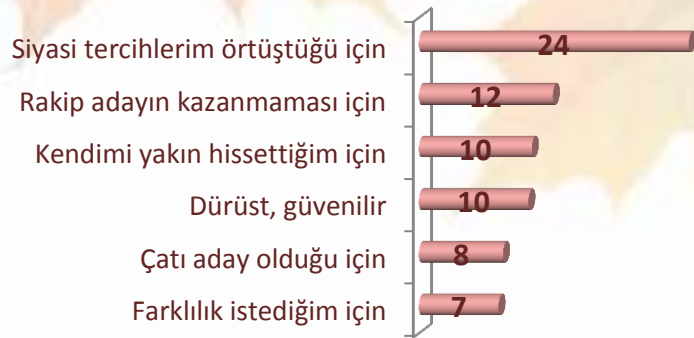 Siyasi tercihlerim örtüştüğü için 24
Rakip adayın kazanmaması için 12
Kendimi yakın hissettiğim için 10
Dürüst, güvenilir 10
Çatı aday olduğu için 8
Farklılık istediğim için 7